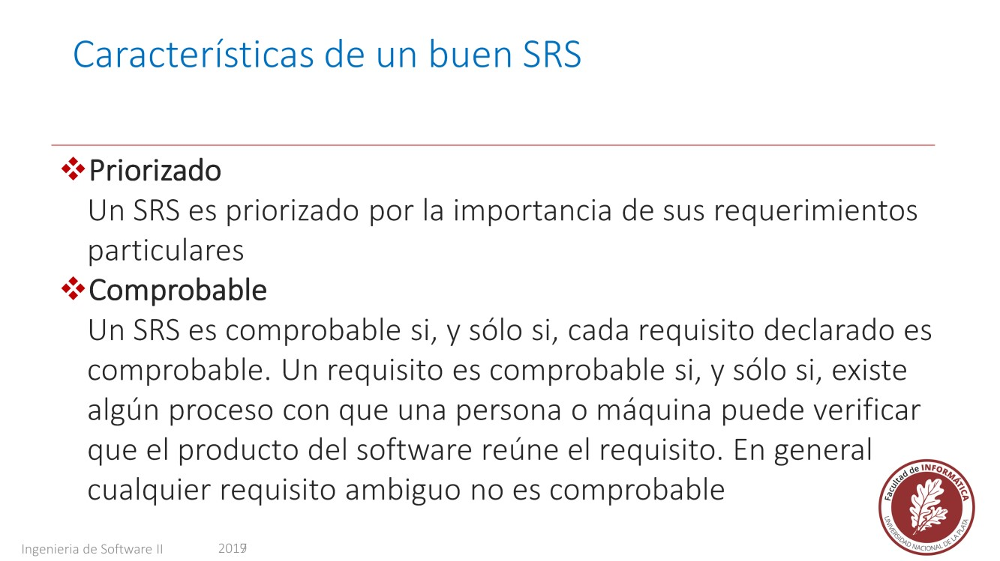 Características de un buen SRS
Priorizado
Un SRS es priorizado por la importancia de sus requerimientos
particulares
Comprobable
Un SRS es comprobable si, y sólo si, cada requisito declarado es
comprobable. Un requisito es comprobable si, y sólo si, existe
algún proceso con que una persona o máquina puede verificar
que el producto del software reúne el requisito. En general
cualquier requisito ambiguo no es comprobable
Facultad de INFORMÁTICA
UNIVERSIDAD NACIONAL DE LA PLATA
Ingenieria de Software II